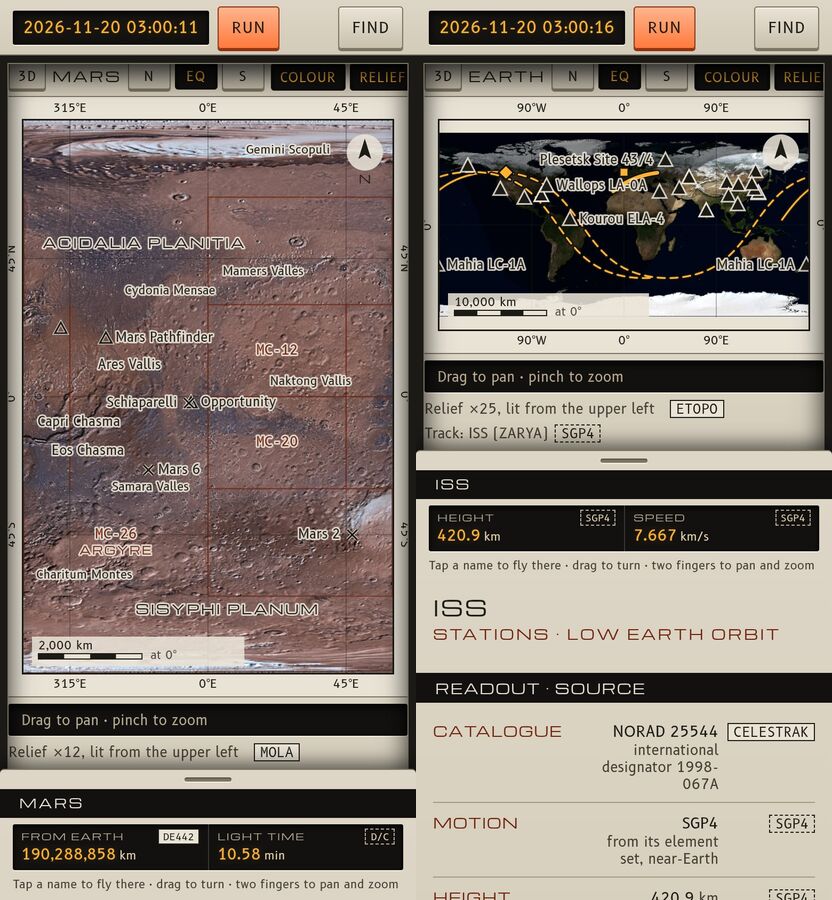 2026-11-20 03:00:11
RUN
FIND
3D
MARS
N
EQ
S
COLOUR
RELIEF
315°E
0°E
45°E
Gemini Scopuli
N
ACIDALIA PLANITIA
45°N
45°N
Mamers Valles
Cydonia Mensae
Mars Pathfinder
MC-12
Ares Vallis
Naktong Vallis
0°
0°
Schiaparelli
Opportunity
Capri Chasma
MC-20
Eos Chasma
Mars 6
Samara Valles
45°S
45°S
MC-26
Mars 2
ARGYRE
Charitum Montes
SISYPHI PLANUM
2,000 km
at 0°
315°E
0°E
45°E
Drag to pan · pinch to zoom
Relief ×12, lit from the upper left
MOLA
MARS
FROM EARTH
DE442
LIGHT TIME
D/C
190,288,858 km
10.58 min
Tap a name to fly there · drag to turn · two fingers to pan and zoom
2026-11-20 03:00:16
RUN
FIND
3D
EARTH
N
EQ
S
COLOUR
RELIE
90°W
0°
90°E
Plesetsk Site 43/4
Wallops LA-0A
Kourou ELA-4
0°
0°
Mahia LC-1A
Mahia LC-1A
10,000 km
at 0°
90°W
0°
90°E
Drag to pan · pinch to zoom
Relief ×25, lit from the upper left
ETOPO
Track: ISS [ZARYA]
SGP4
ISS
HEIGHT
SGP4
SPEED
SGP4
420.9 km
7.667 km/s
Tap a name to fly there · drag to turn · two fingers to pan and zoom
ISS
STATIONS · LOW EARTH ORBIT
READOUT · SOURCE
CATALOGUE
NORAD 25544
CELESTRAK
international
designator 1998-
067A
MOTION
SGP4
SGP4
from its element
set, near-Earth
HEIGHT
420.9 km
SGP4